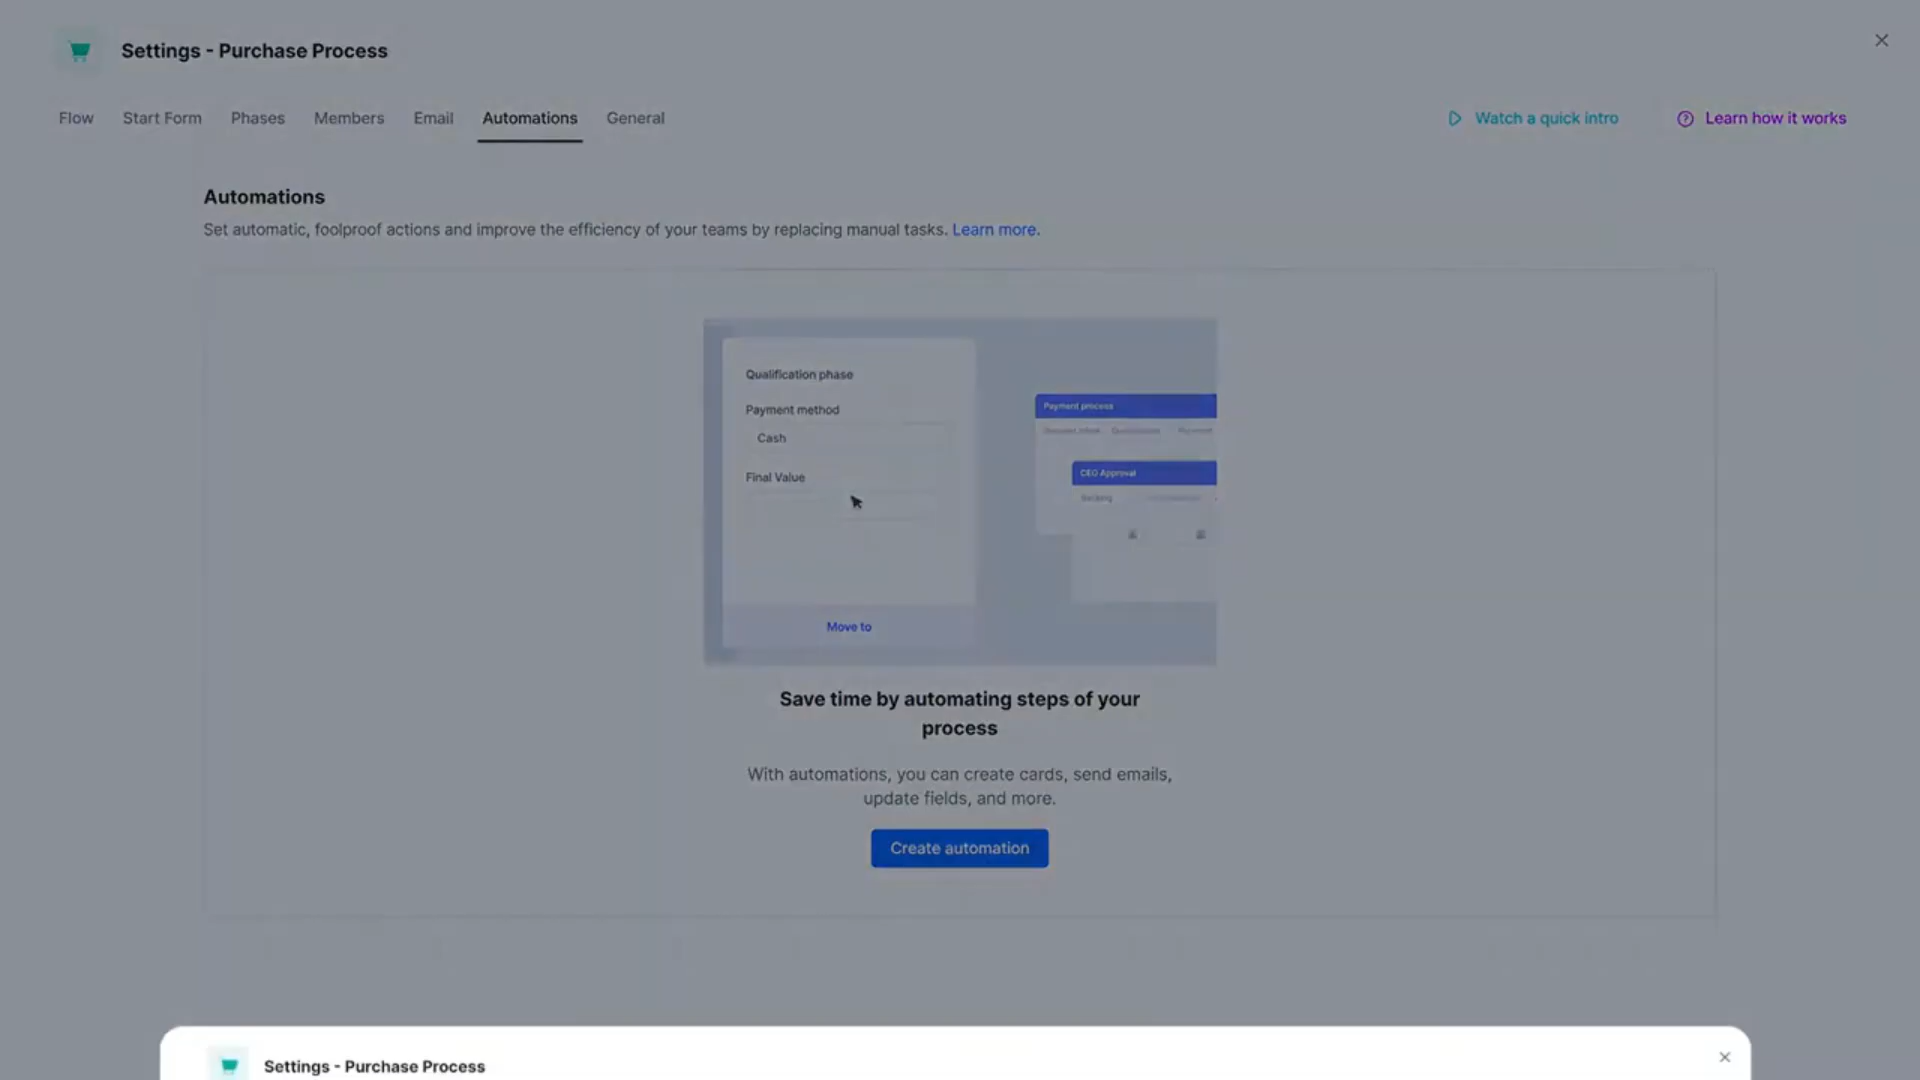 Settings - Purchase Process
Flow
Start Form
Phases
Members
Email
Automations
General
Watch a quick intro
Learn how it works
Automations
Set automatic, foolproof actions and improve the efficiency of your teams by replacing manual tasks. Learn more.
Qualification phase
Payment method
Cash
Final Value
Move to
Payment process
CEO Approval
Save time by automating steps of your
process
With automations, you can create cards, send emails,
update fields, and more.
Create automation
Settings - Purchase Process